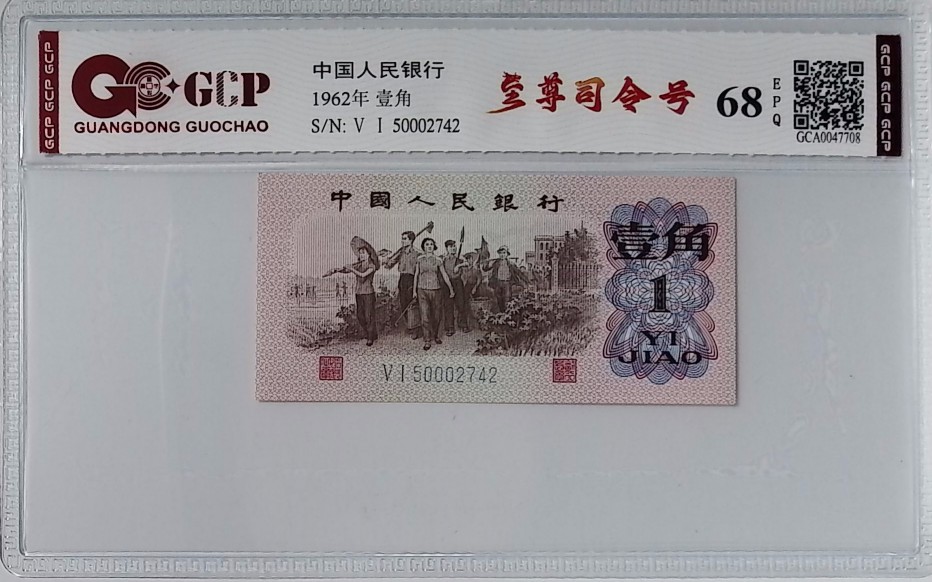 GCP GCP GCP
GCP
GUANGDONG GUOCHAO
中国人民银行
1962年 壹角
S/N: V I 50002742
至尊司令号
68
EPQ
GCA0047708
GCP GCP GCP
中國人民銀行
壹角
1
YI
JIAO
V I 50002742